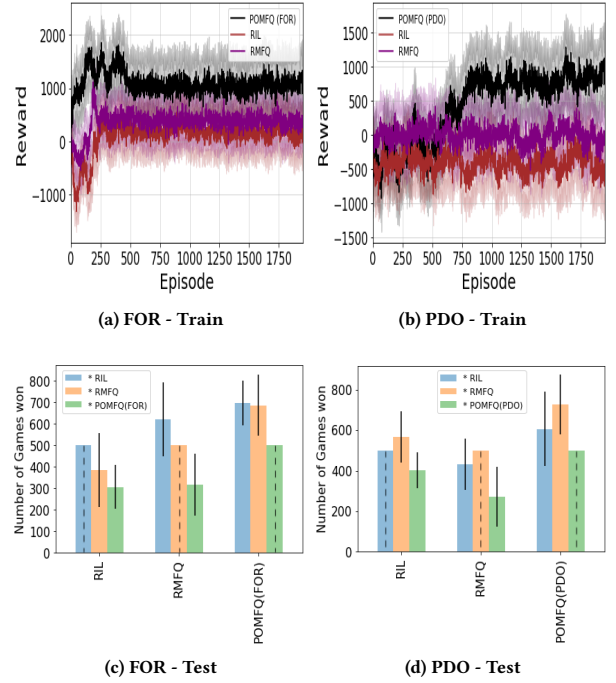 POMFQ (FOR)
RIL
RMFQ
2000
1000
0
−1000
Reward
0 250 500 750 1000 1250 1500 1750
Episode
(a) FOR - Train
POMFQ (PDO)
RIL
RMFQ
1500
1000
500
0
−500
−1000
−1500
Reward
0 250 500 750 1000 1250 1500 1750
Episode
(b) PDO - Train
* RIL
* RMFQ
* POMFQ(FOR)
800
700
600
500
400
300
200
100
0
Number of Games won
RIL
RMFQ
POMFQ(FOR)
(c) FOR - Test
* RIL
* RMFQ
* POMFQ(PDO)
800
600
400
200
0
Number of Games won
RIL
RMFQ
POMFQ(PDO)
(d) PDO - Test